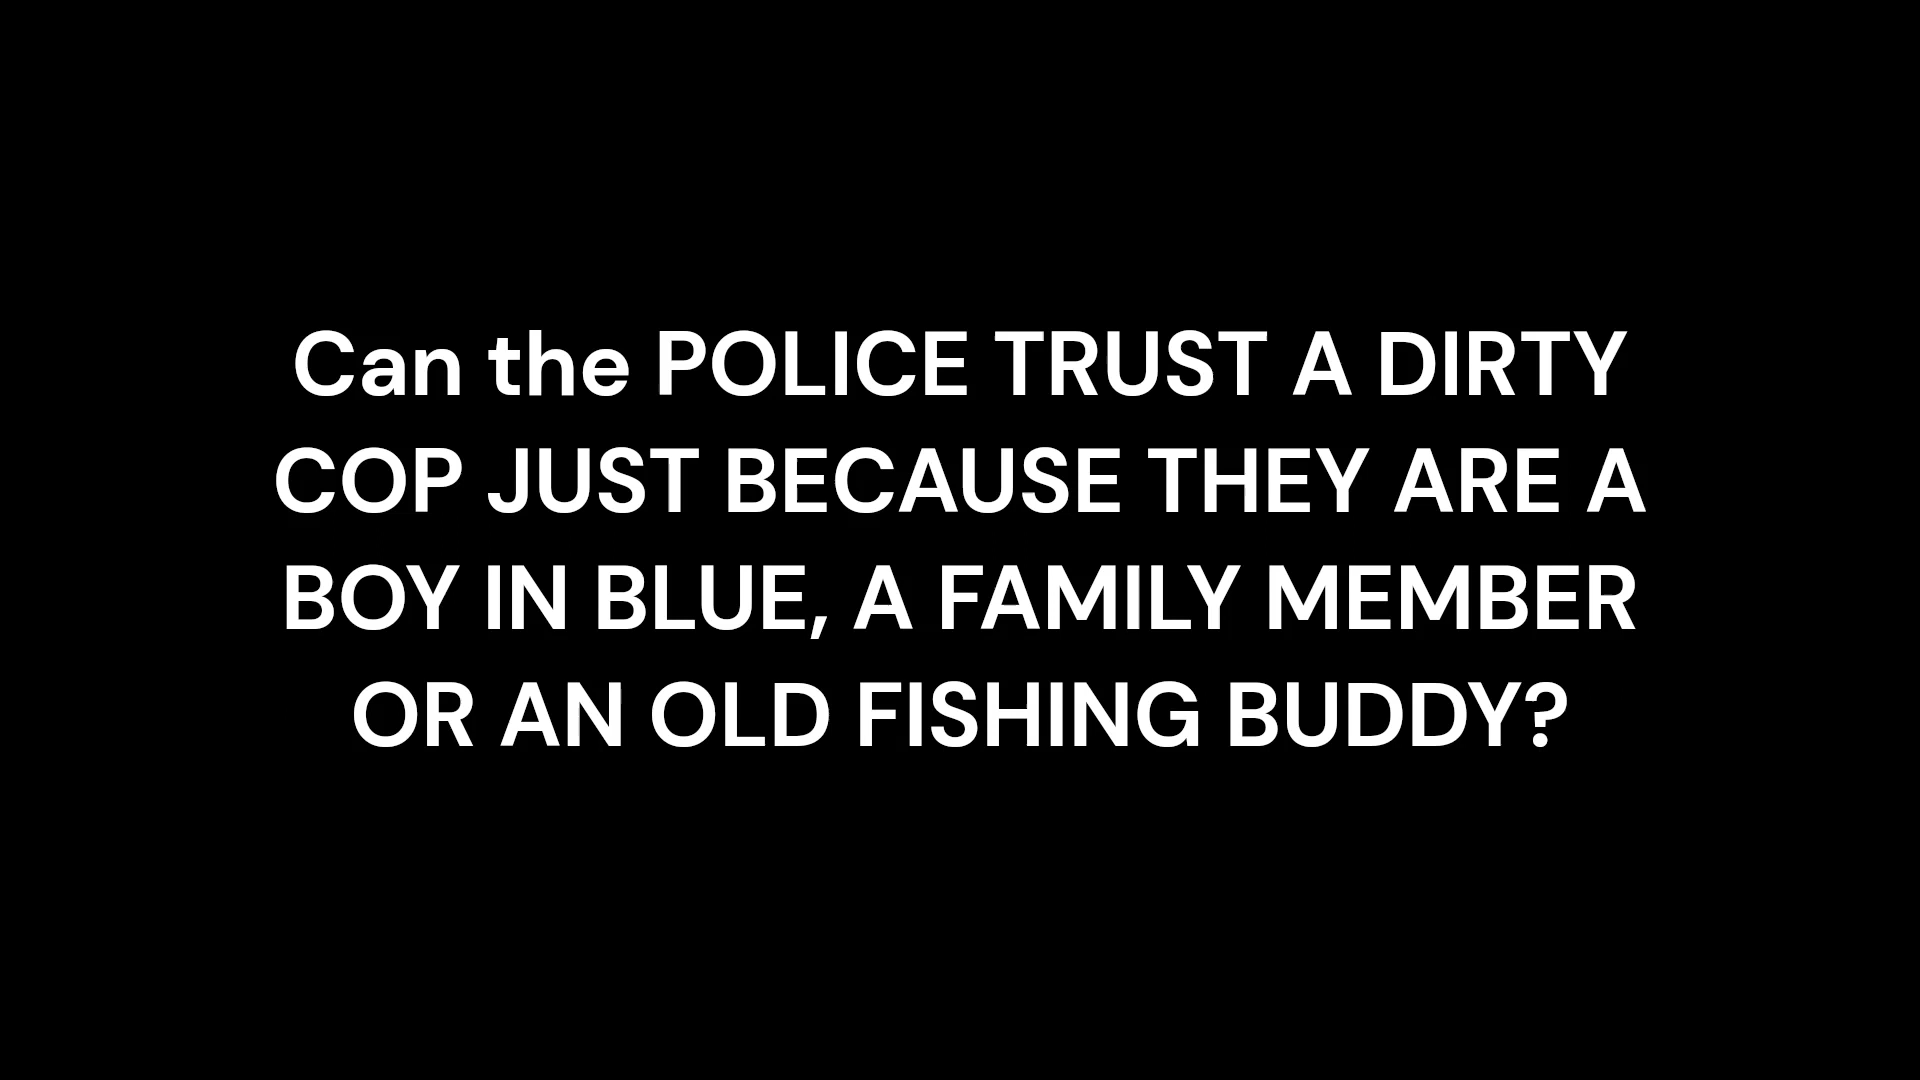 Can the POLICE TRUST A DIRTY
COP JUST BECAUSE THEY ARE A
BOY IN BLUE, A FAMILY MEMBER
OR AN OLD FISHING BUDDY?